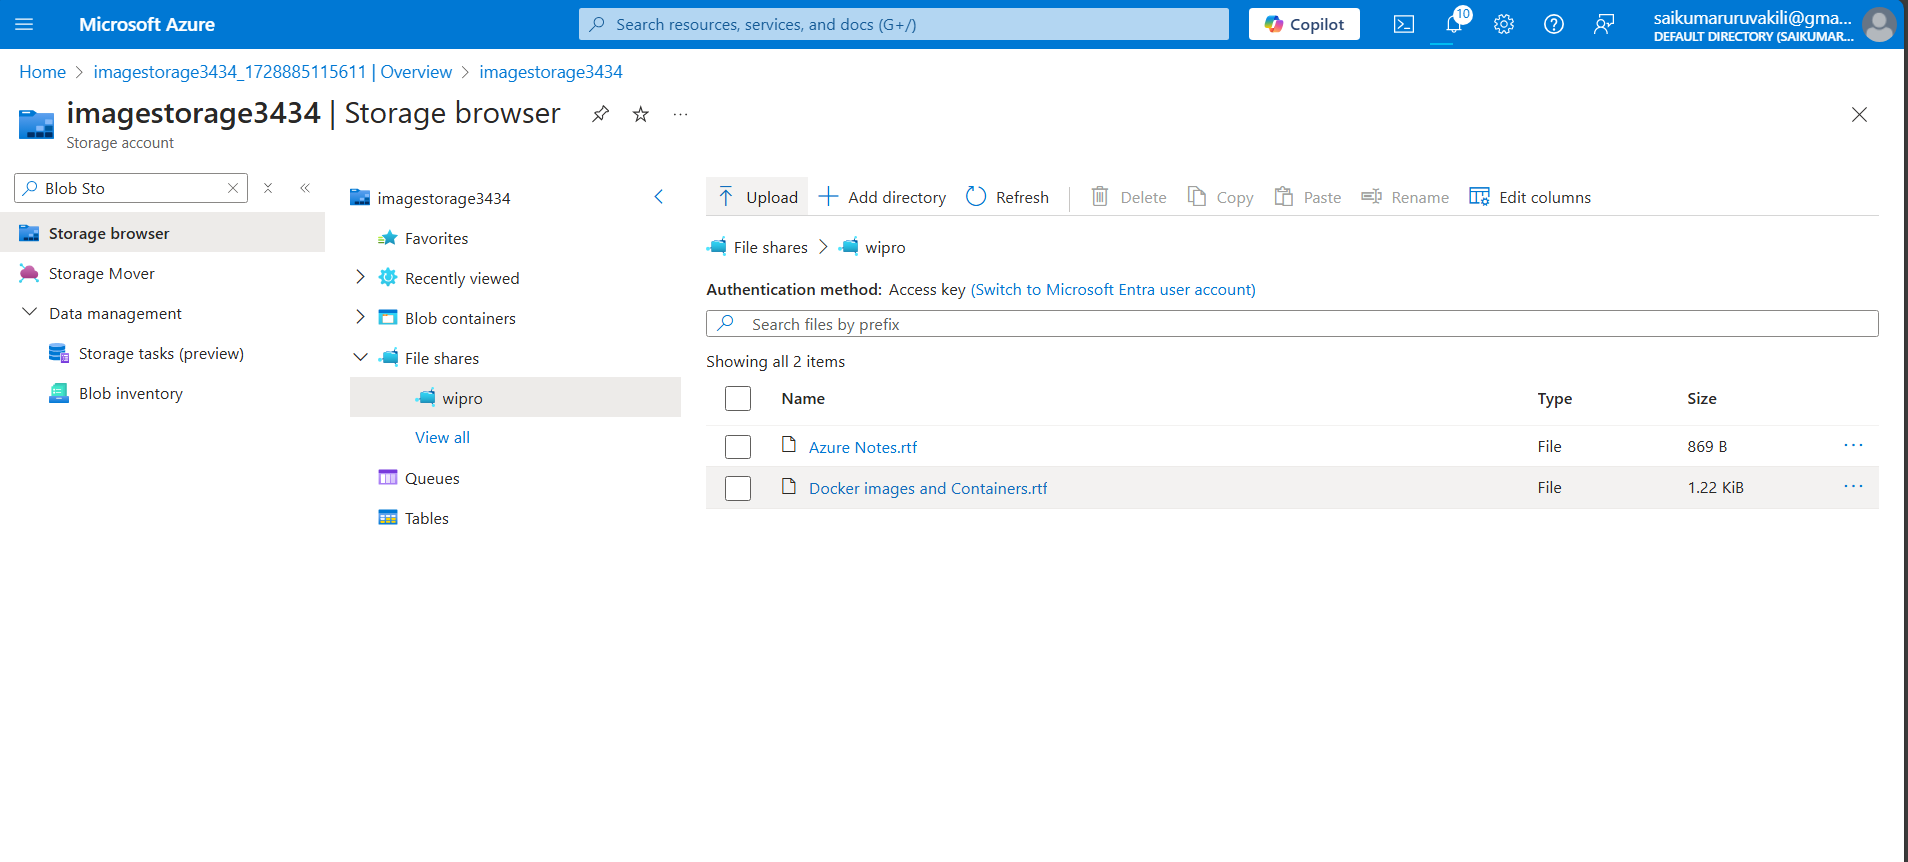 Microsoft Azure
Search resources, services, and docs (G+/)
Copilot
10
saikumaruruvakili@gma...
DEFAULT DIRECTORY (SAIKUMAR...
Home > imagestorage3434_1728885115611 | Overview > imagestorage3434
imagestorage3434 | Storage browser
Storage account
Blob Sto
Storage browser
Storage Mover
Data management
Storage tasks (preview)
Blob inventory
imagestorage3434
Favorites
Recently viewed
Blob containers
File shares
wipro
View all
Queues
Tables
Upload
Add directory
Refresh
Delete
Copy
Paste
Rename
Edit columns
File shares > wipro
Authentication method: Access key (Switch to Microsoft Entra user account)
Search files by prefix
Showing all 2 items
Name Type Size
Azure Notes.rtf File 869 B
Docker images and Containers.rtf File 1.22 KiB